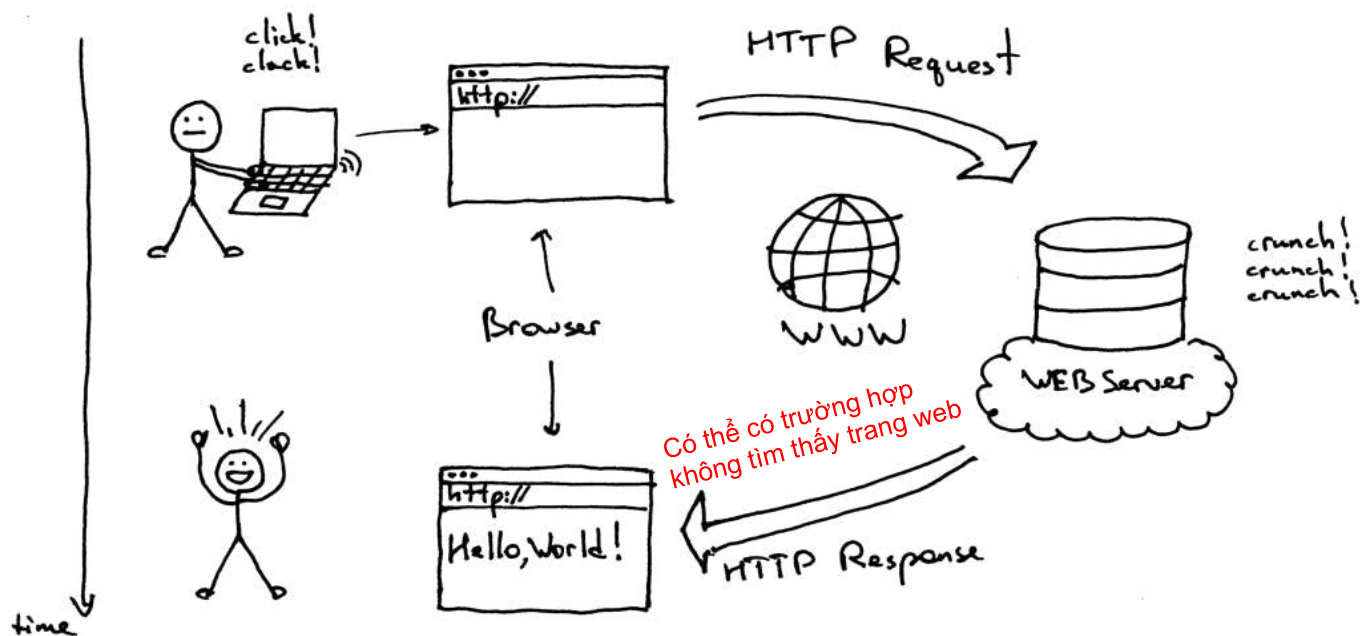 click!
clack!
HTTP Request
http://
crunch!
crunch!
crunch!
Browser
WWW
WEB Server
Có thể có trường hợp
không tìm thấy trang web
http://
Hello, World!
HTTP Response
time